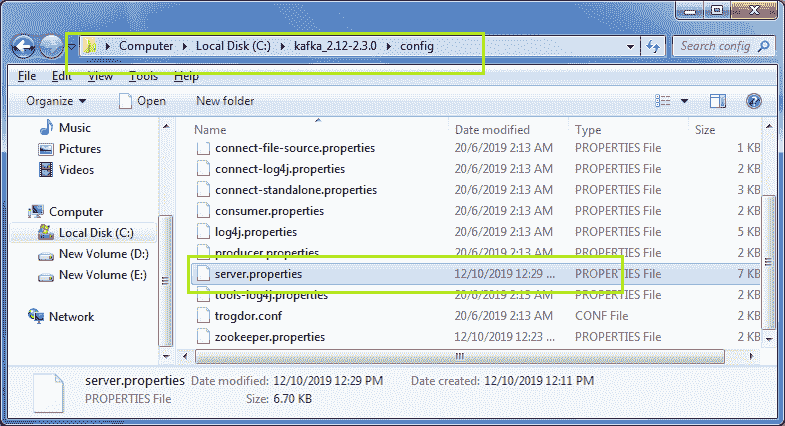 Computer Local Disk (C:) kafka_2.12-2.3.0 config Search config
File Edit View Tools Help
Organize Open New folder
Name Date modified Type Size
Music
Pictures
Videos
Computer
Local Disk (C:)
New Volume (D:)
New Volume (E:)
Network
connect-file-source.properties 20/6/2019 2:13 AM PROPERTIES File 1 KB
connect-log4j.properties 20/6/2019 2:13 AM PROPERTIES File 2 KB
connect-standalone.properties 20/6/2019 2:13 AM PROPERTIES File 3 KB
consumer.properties 20/6/2019 2:13 AM PROPERTIES File 2 KB
log4j.properties 20/6/2019 2:13 AM PROPERTIES File 5 KB
producer.properties 20/6/2019 2:13 AM PROPERTIES File 2 KB
server.properties 12/10/2019 12:29 ... PROPERTIES File 7 KB
tools-log4j.properties 20/6/2019 2:13 AM PROPERTIES File 2 KB
trogdor.conf 20/6/2019 2:13 AM CONF File 2 KB
zookeeper.properties 12/10/2019 12:23 ... PROPERTIES File 2 KB
server.properties Date modified: 12/10/2019 12:29 PM Date created: 12/10/2019 12:11 PM
PROPERTIES File Size: 6.70 KB